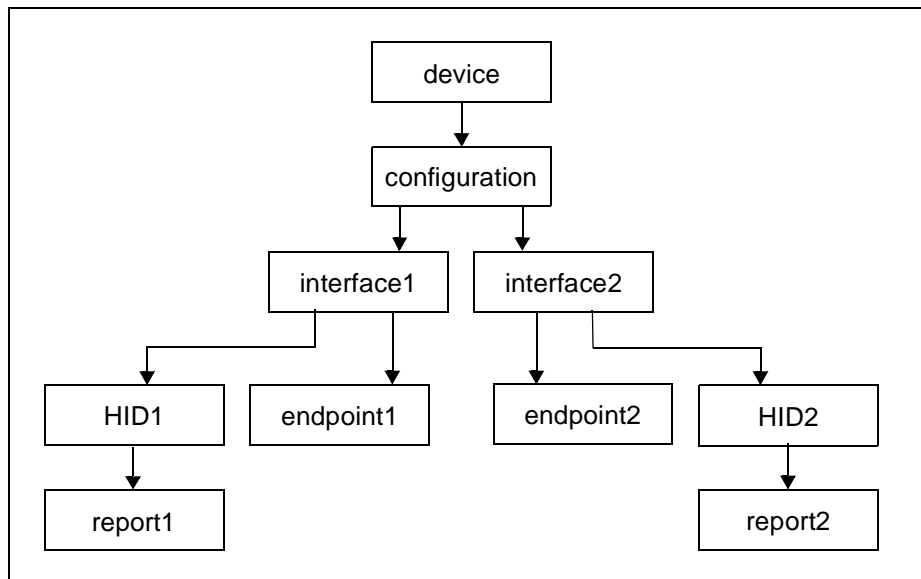 device
configuration
interface1
interface2
HID1
endpoint1
endpoint2
HID2
report1
report2